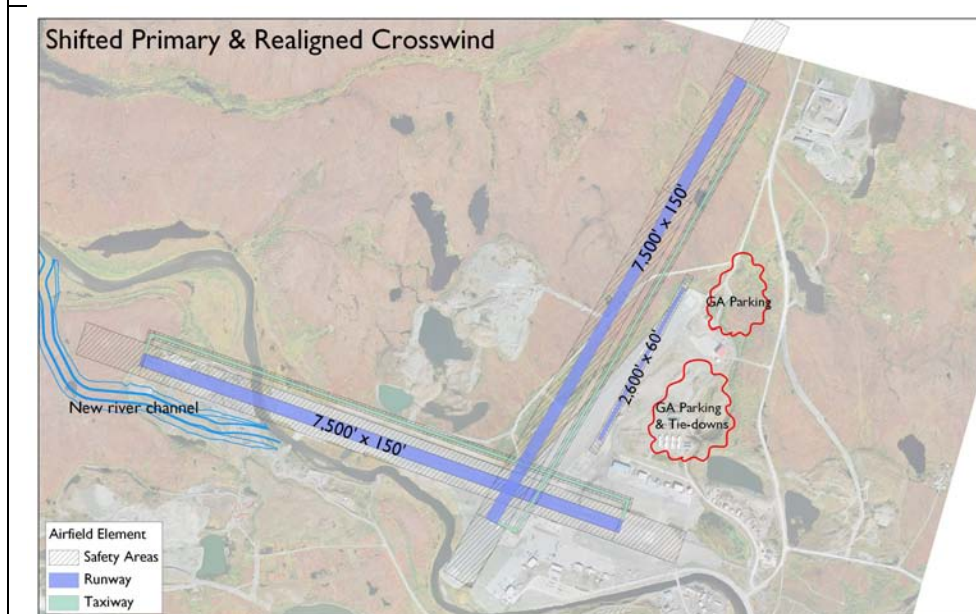 Shifted Primary & Realigned Crosswind
7,500' x 150'
GA Parking
2,600' x 60'
GA Parking
& Tie-downs
New river channel
7,500' x 150'
Airfield Element
Safety Areas
Runway
Taxiway